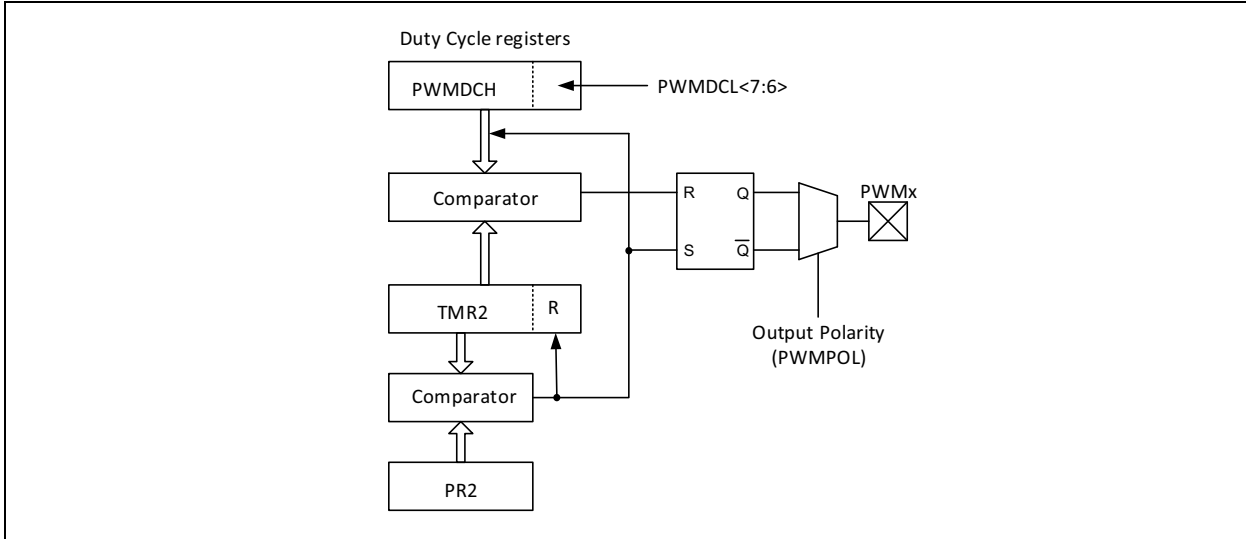 Duty Cycle registers
PWMDCH
PWMDCL<7:6>
Comparator
R
Q
PWMx
S
Q̅
TMR2
R
Output Polarity
(PWMPOL)
Comparator
PR2